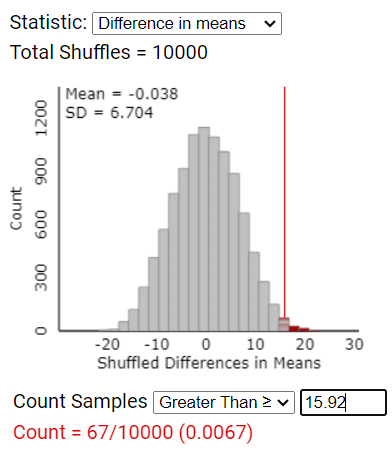 Statistic: Difference in means
Total Shuffles = 10000
Mean = -0.038
SD = 6.704
Count
0 300 600 900 1200
-20 -10 0 10 20 30
Shuffled Differences in Means
Count Samples Greater Than ≥ 15.92
Count = 67/10000 (0.0067)